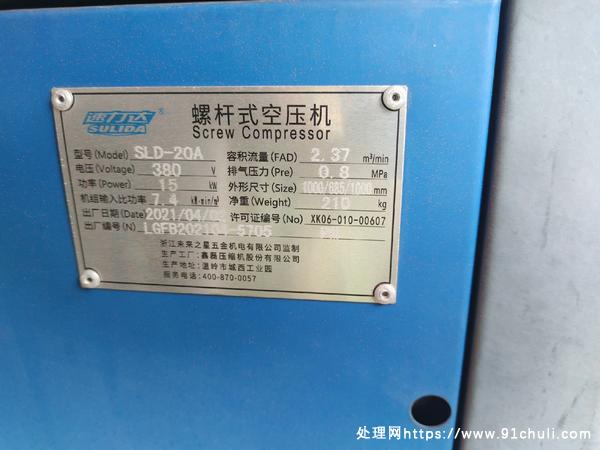 速力达®
SULIDA
螺杆式空压机
Screw Compressor
型号(Model) SLD-20A
容积流量(FAD) 2.37 m³/min
电压(Voltage) 380 V
排气压力(Pre) 0.8 MPa
功率(Power) 15 kW
外形尺寸(Size) mm
机组输入比功率 7.4 kW·min/m³
净重量(Weight) 210 kg
出厂日期(Date) 2021/04/
许可证编号(No) XK06-010-00607
出厂编号(N)
浙江未来之星五金机电有限公司监制
生产工厂：鑫磊压缩机股份有限公司
生产地址：温岭市城西工业园
服务电话：400-870-0057
处理网https://www.91chuli.com/